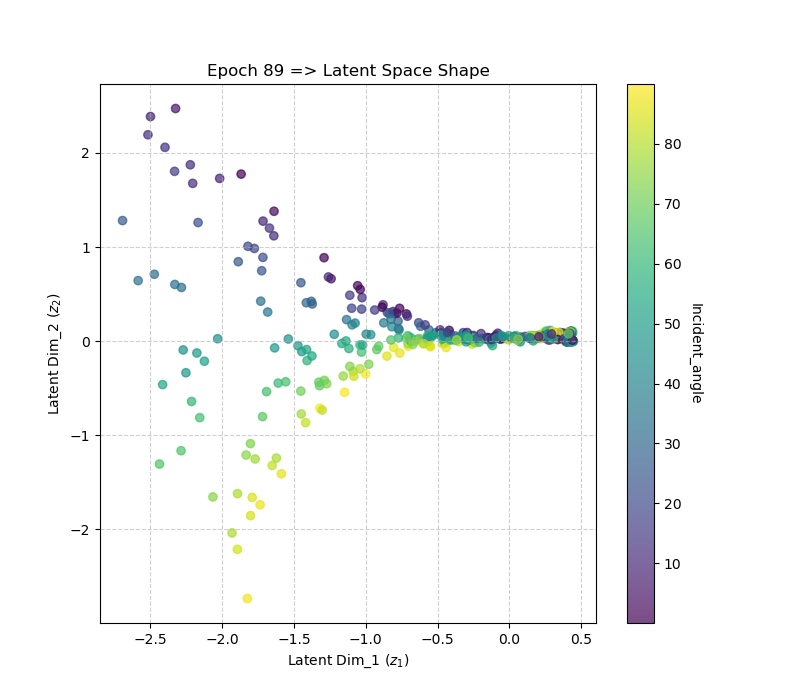 Epoch 89 => Latent Space Shape
2
1
0
−1
−2
Latent Dim_2 (z₂)
−2.5 −2.0 −1.5 −1.0 −0.5 0.0 0.5
Latent Dim_1 (z₁)
80
70
60
50
40
30
20
10
Incident_angle